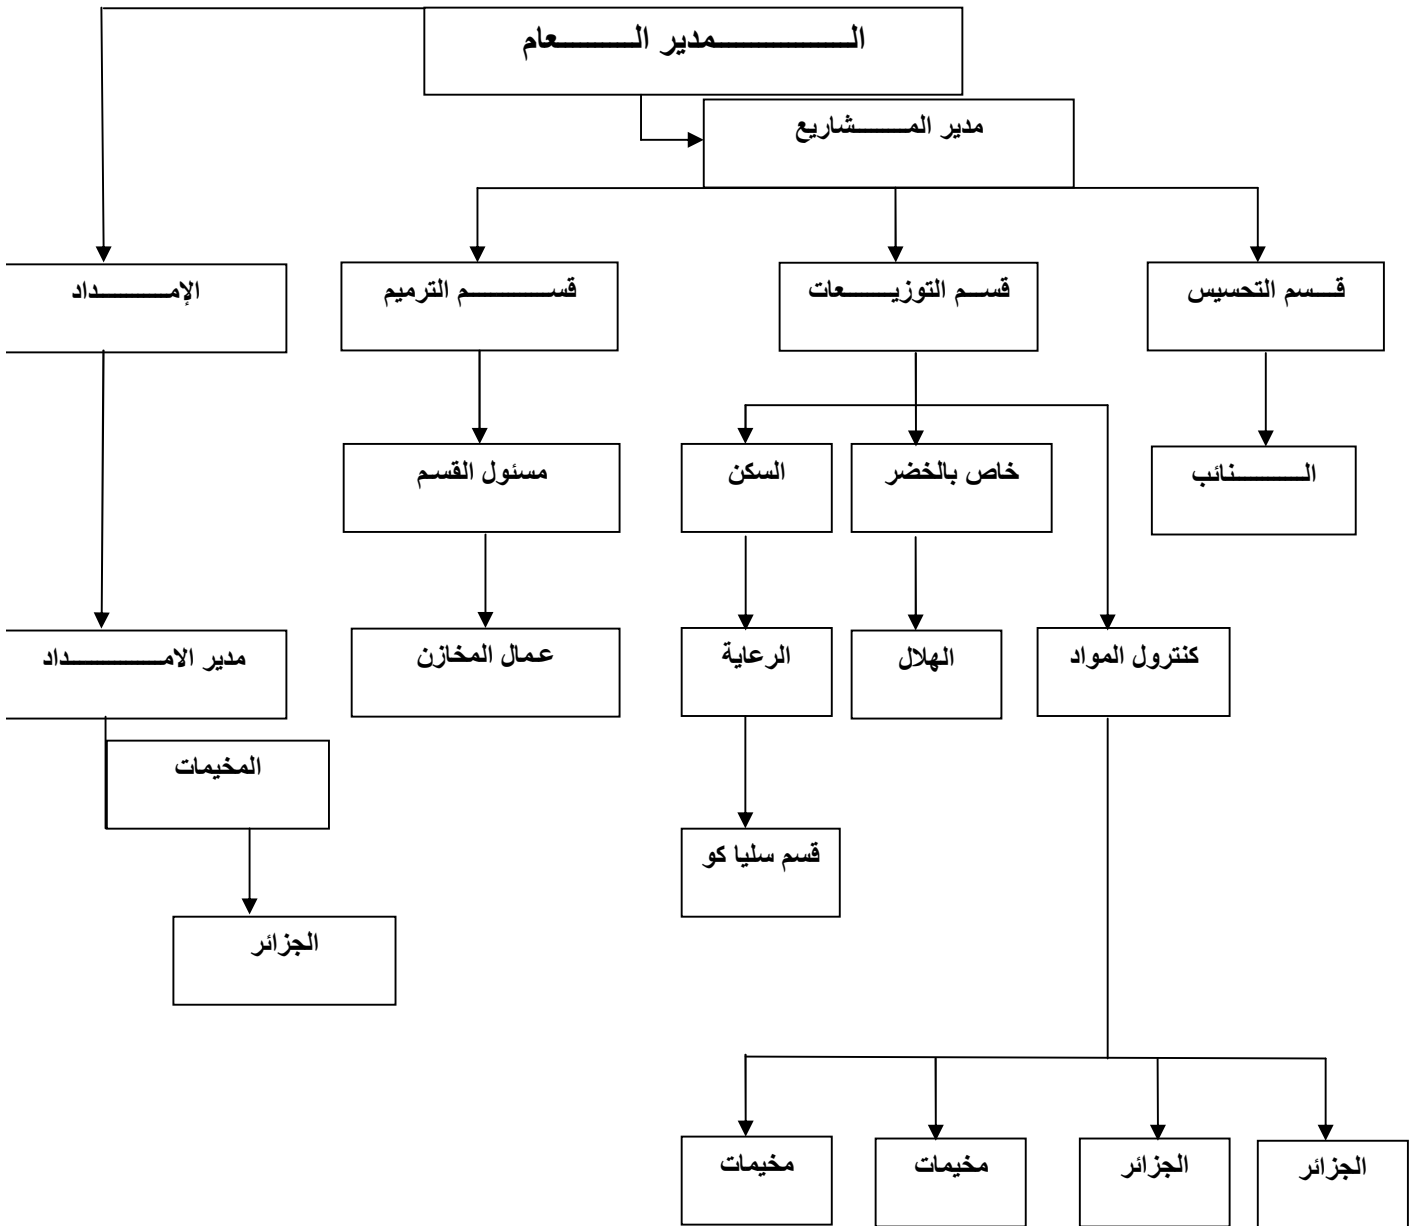 المدير العام
مدير المشاريع
قسم التحسيس
قسم التوزيعات
قسم الترميم
الإمداد
النائب
خاص بالخضر
السكن
مسئول القسم
كنترول المواد
الهلال
الرعاية
عمال المخازن
مدير الامداد
المخيمات
قسم سليا كو
الجزائر
الجزائر
الجزائر
مخيمات
مخيمات